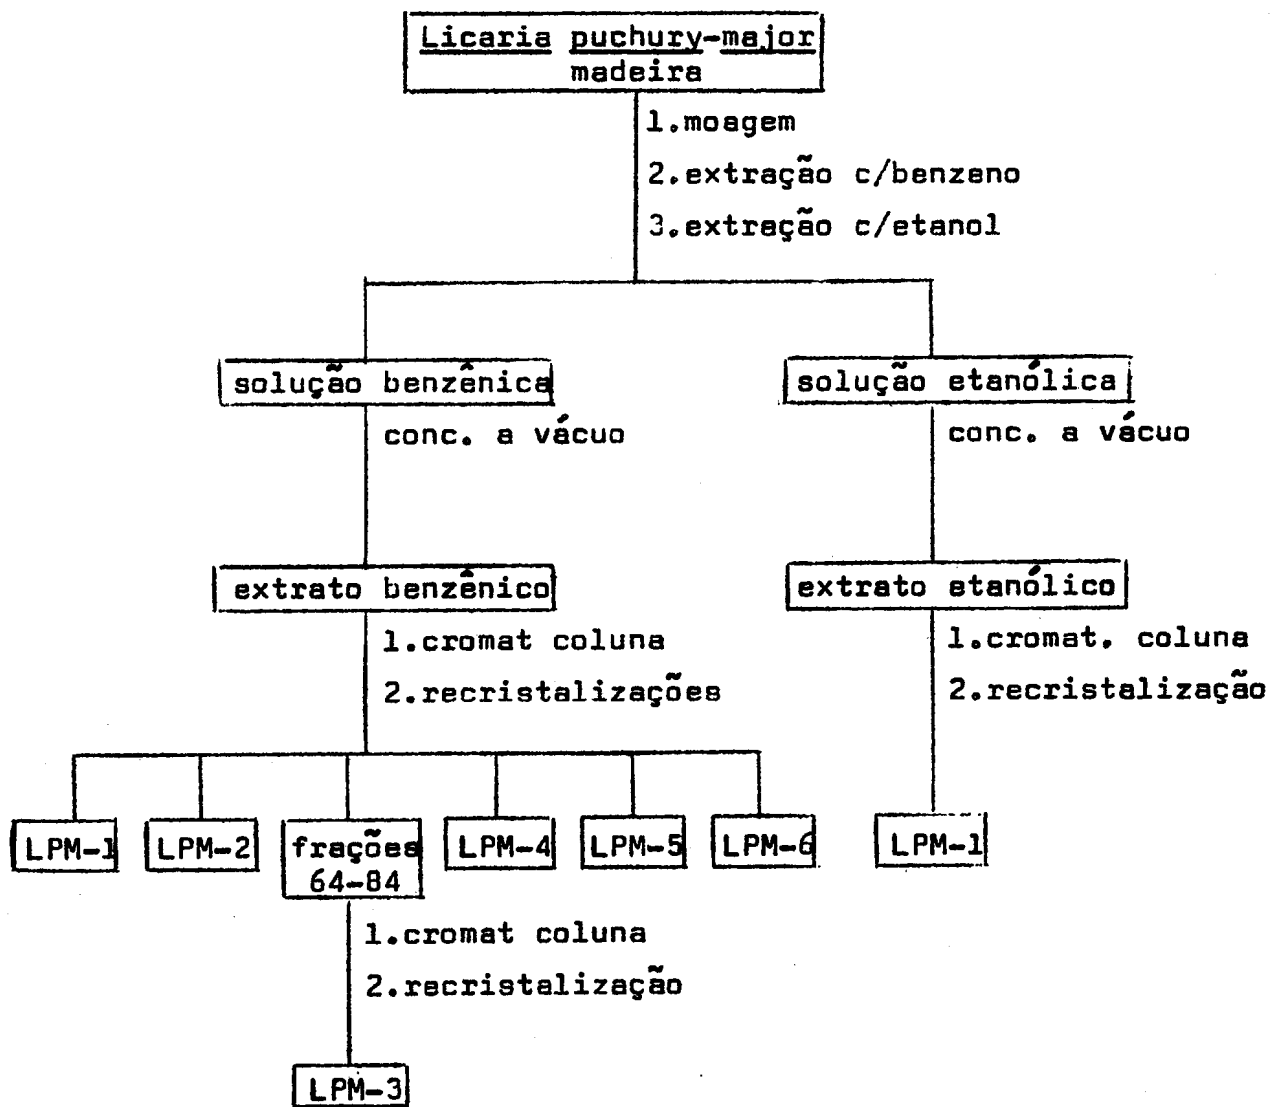 Licaria puchury-major
madeira
1.moagem
2.extração c/benzeno
3.extração c/etanol
solução benzênica
solução etanólica
conc. a vácuo
conc. a vácuo
extrato benzênico
extrato etanólico
1.cromat coluna
2.recristalizações
1.cromat. coluna
2.recristalização
LPM-1
LPM-2
frações
64-84
LPM-4
LPM-5
LPM-6
LPM-1
1.cromat coluna
2.recristalização
LPM-3